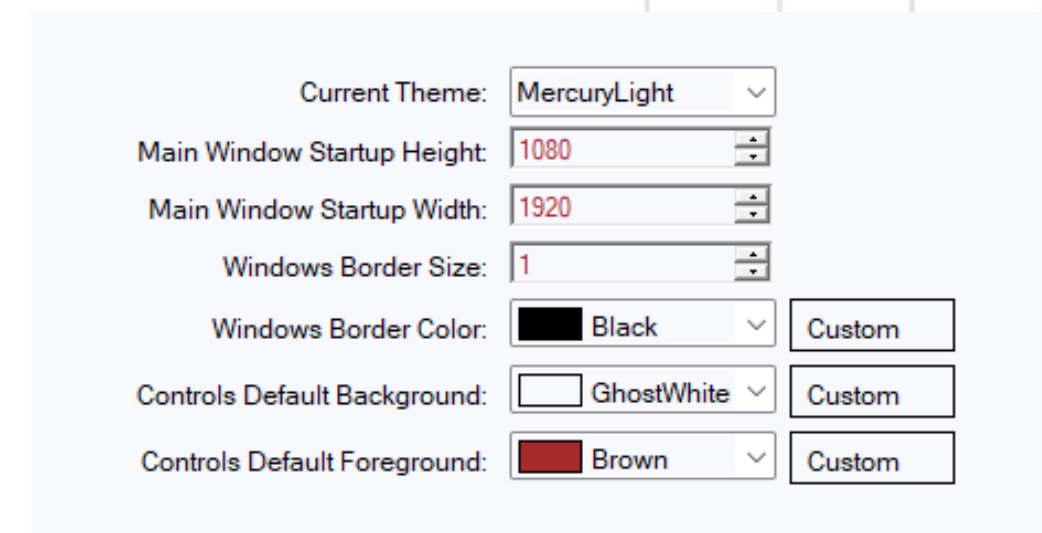 Current Theme: MercuryLight
Main Window Startup Height: 1080
Main Window Startup Width: 1920
Windows Border Size: 1
Windows Border Color: Black Custom
Controls Default Background: GhostWhite Custom
Controls Default Foreground: Brown Custom